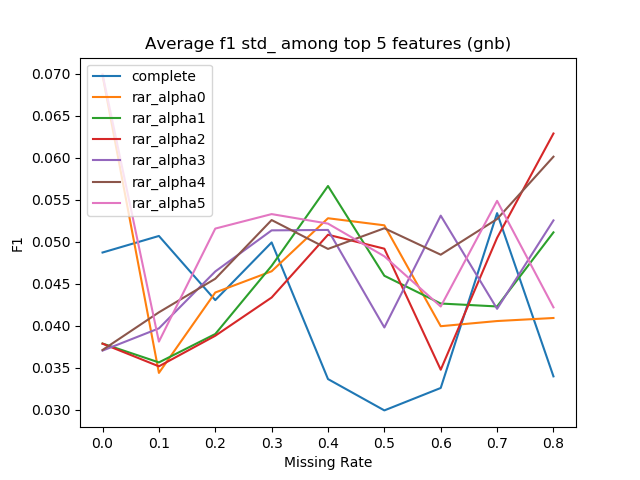 Average f1 std_ among top 5 features (gnb)
F1
0.070
0.065
0.060
0.055
0.050
0.045
0.040
0.035
0.030
complete
rar_alpha0
rar_alpha1
rar_alpha2
rar_alpha3
rar_alpha4
rar_alpha5
0.0 0.1 0.2 0.3 0.4 0.5 0.6 0.7 0.8
Missing Rate